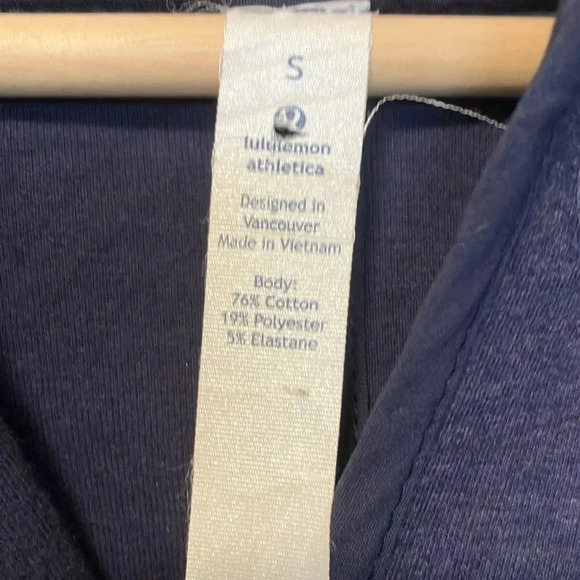 S
lululemon
athletica
Designed in
Vancouver
Made in Vietnam
Body:
76% Cotton
19% Polyester
5% Elastane